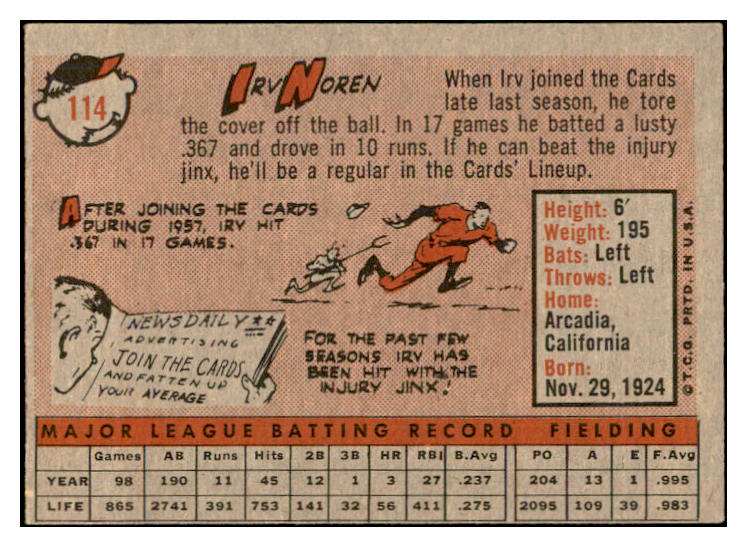 114
IRV NOREN
When Irv joined the Cards
late last season, he tore
the cover off the ball. In 17 games he batted a lusty
.367 and drove in 10 runs. If he can beat the injury
jinx, he'll be a regular in the Cards' Lineup.
AFTER JOINING THE CARDS
DURING 1957, IRV HIT
.367 IN 17 GAMES.
NEWS DAILY **
ADVERTISING
JOIN THE CARDS
AND FATTEN UP
YOUR AVERAGE
FOR THE PAST FEW
SEASONS IRV HAS
BEEN HIT WITH THE
INJURY JINX!
Height: 6'
Weight: 195
Bats: Left
Throws: Left
Home:
Arcadia,
California
Born:
Nov. 29, 1924
© T.C.G. PRTD. IN U.S.A.
MAJOR LEAGUE BATTING RECORD FIELDING
Games AB Runs Hits 2B 3B HR RBI B.Avg PO A E F.Avg
YEAR 98 190 11 45 12 1 3 27 .237 204 13 1 .995
LIFE 865 2741 391 753 141 32 56 411 .275 2095 109 39 .983